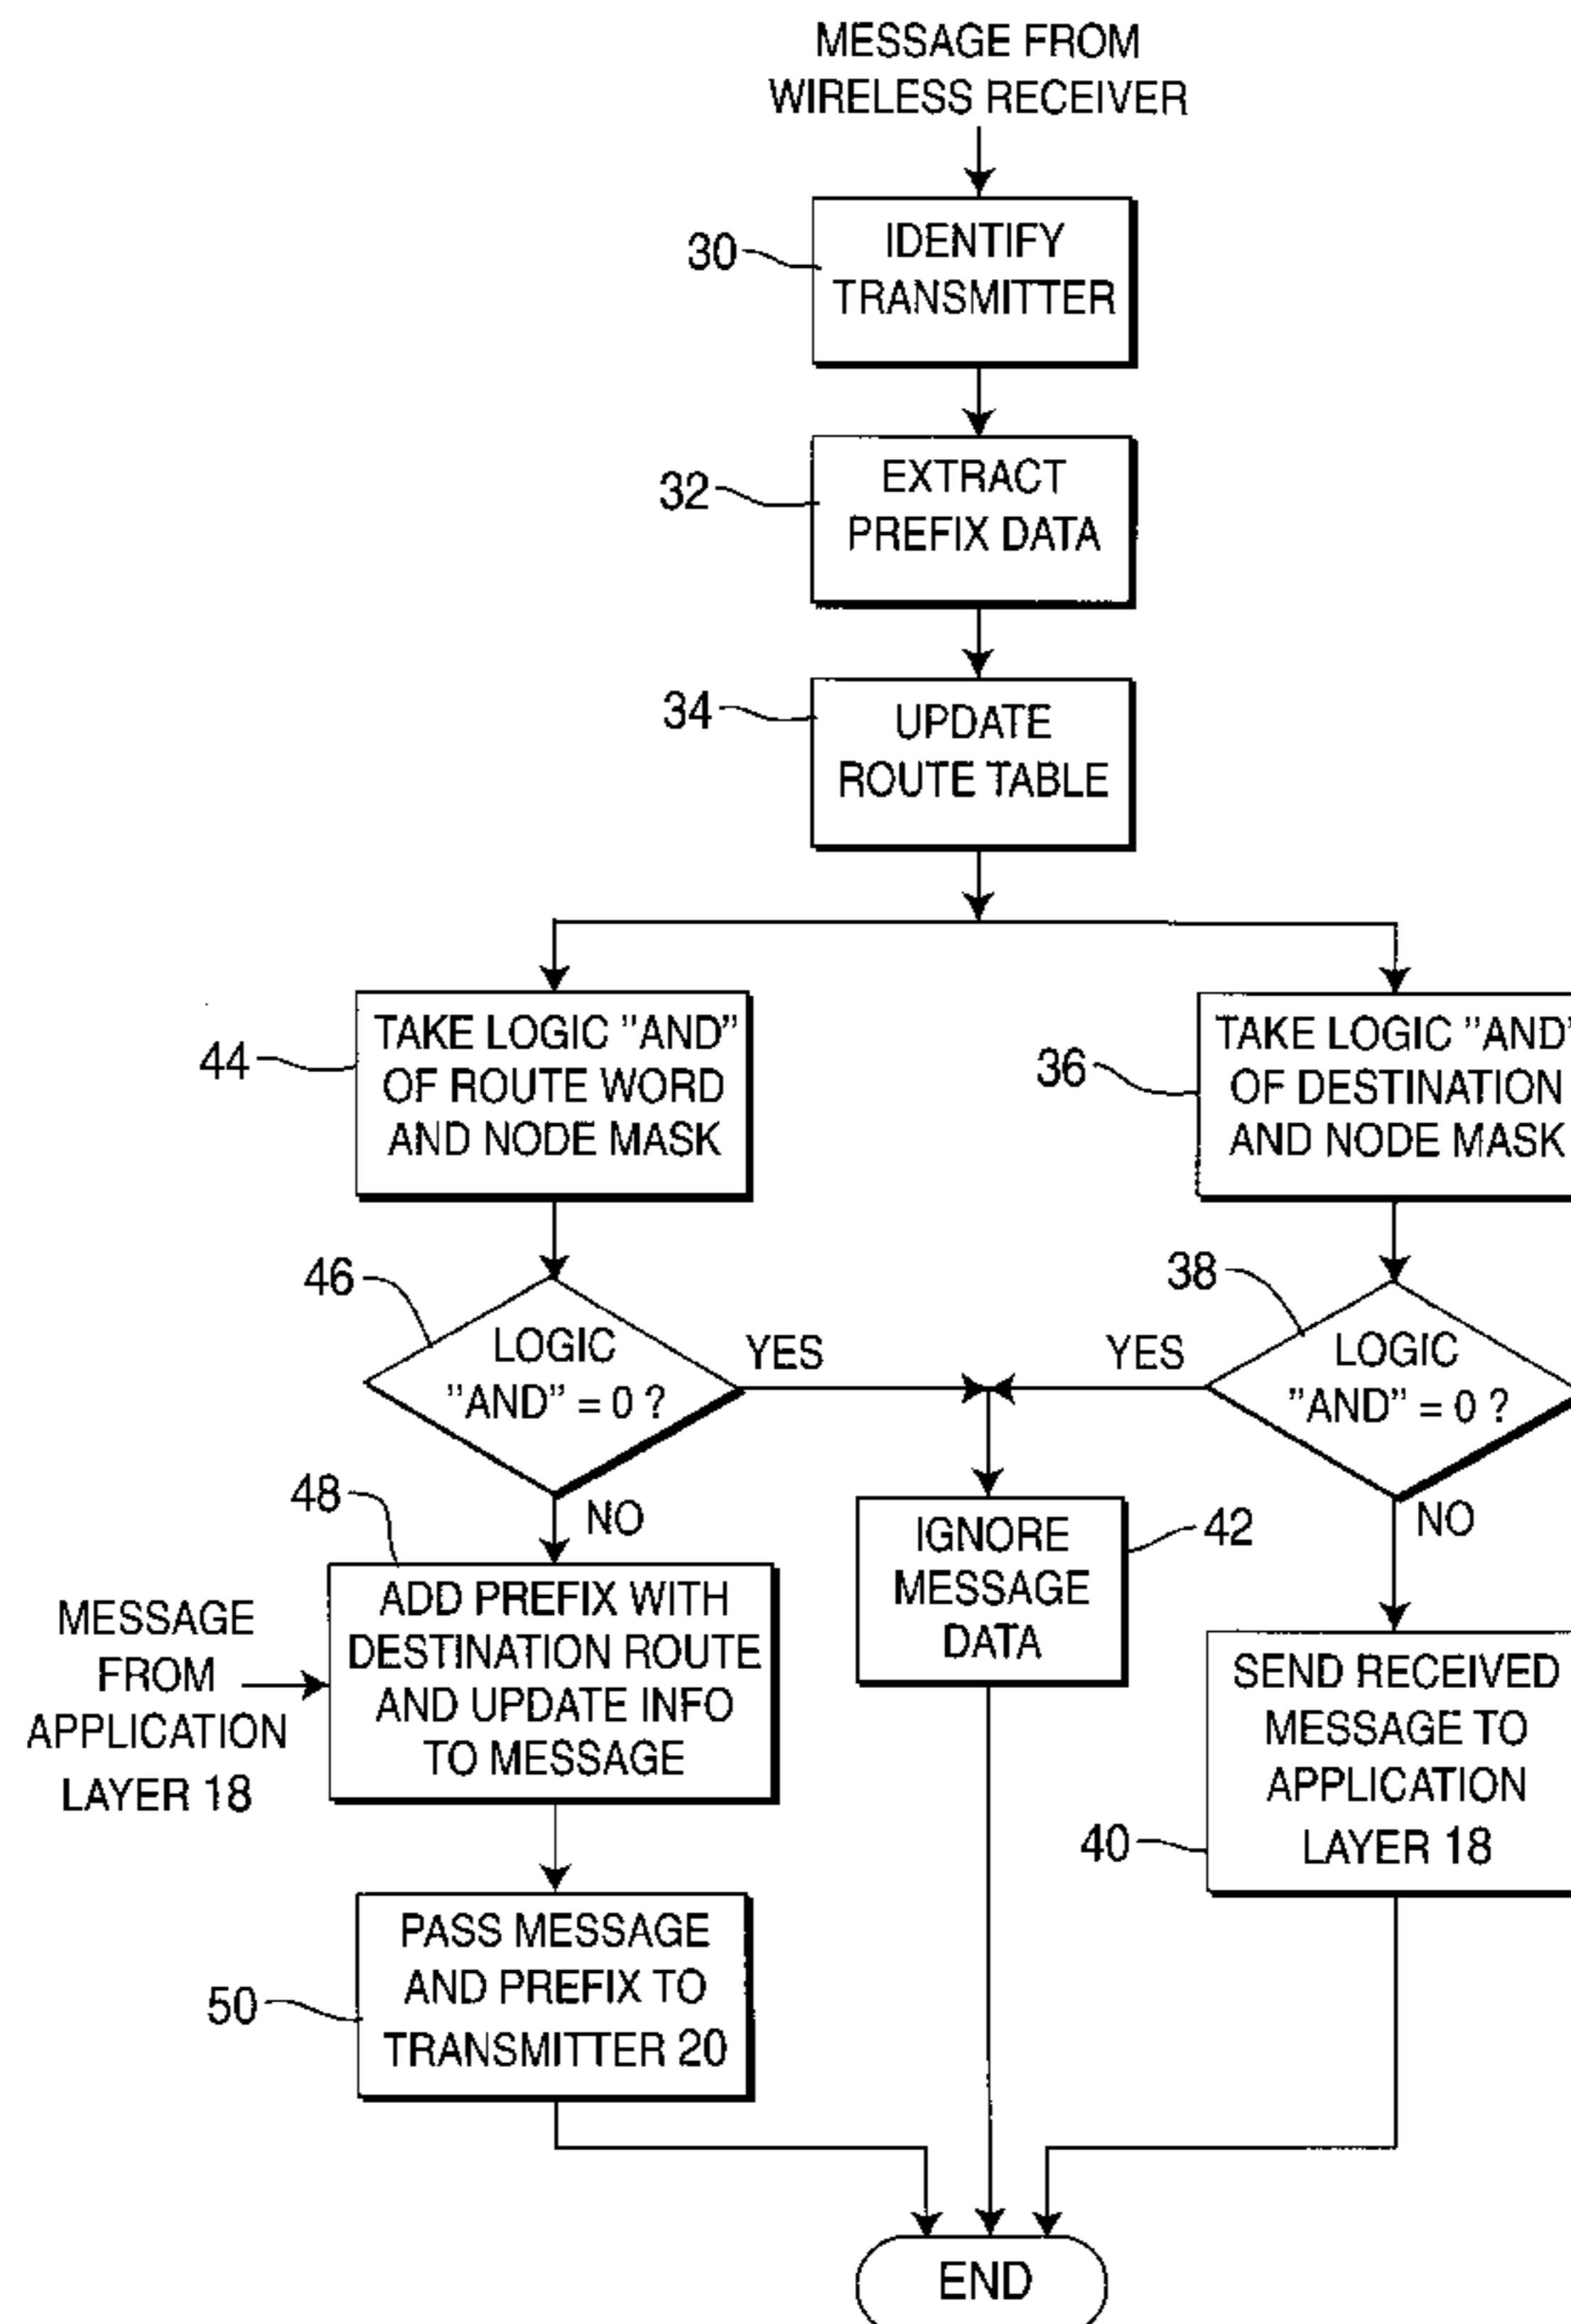 MESSAGE FROM
WIRELESS RECEIVER
30
IDENTIFY
TRANSMITTER
32
EXTRACT
PREFIX DATA
34
UPDATE
ROUTE TABLE
44
TAKE LOGIC "AND"
OF ROUTE WORD
AND NODE MASK
36
TAKE LOGIC "AND"
OF DESTINATION
AND NODE MASK
46
LOGIC
"AND" = 0 ?
YES
NO
38
LOGIC
"AND" = 0 ?
YES
NO
48
ADD PREFIX WITH
DESTINATION ROUTE
AND UPDATE INFO
TO MESSAGE
MESSAGE
FROM
APPLICATION
LAYER 18
42
IGNORE
MESSAGE
DATA
40
SEND RECEIVED
MESSAGE TO
APPLICATION
LAYER 18
50
PASS MESSAGE
AND PREFIX TO
TRANSMITTER 20
END